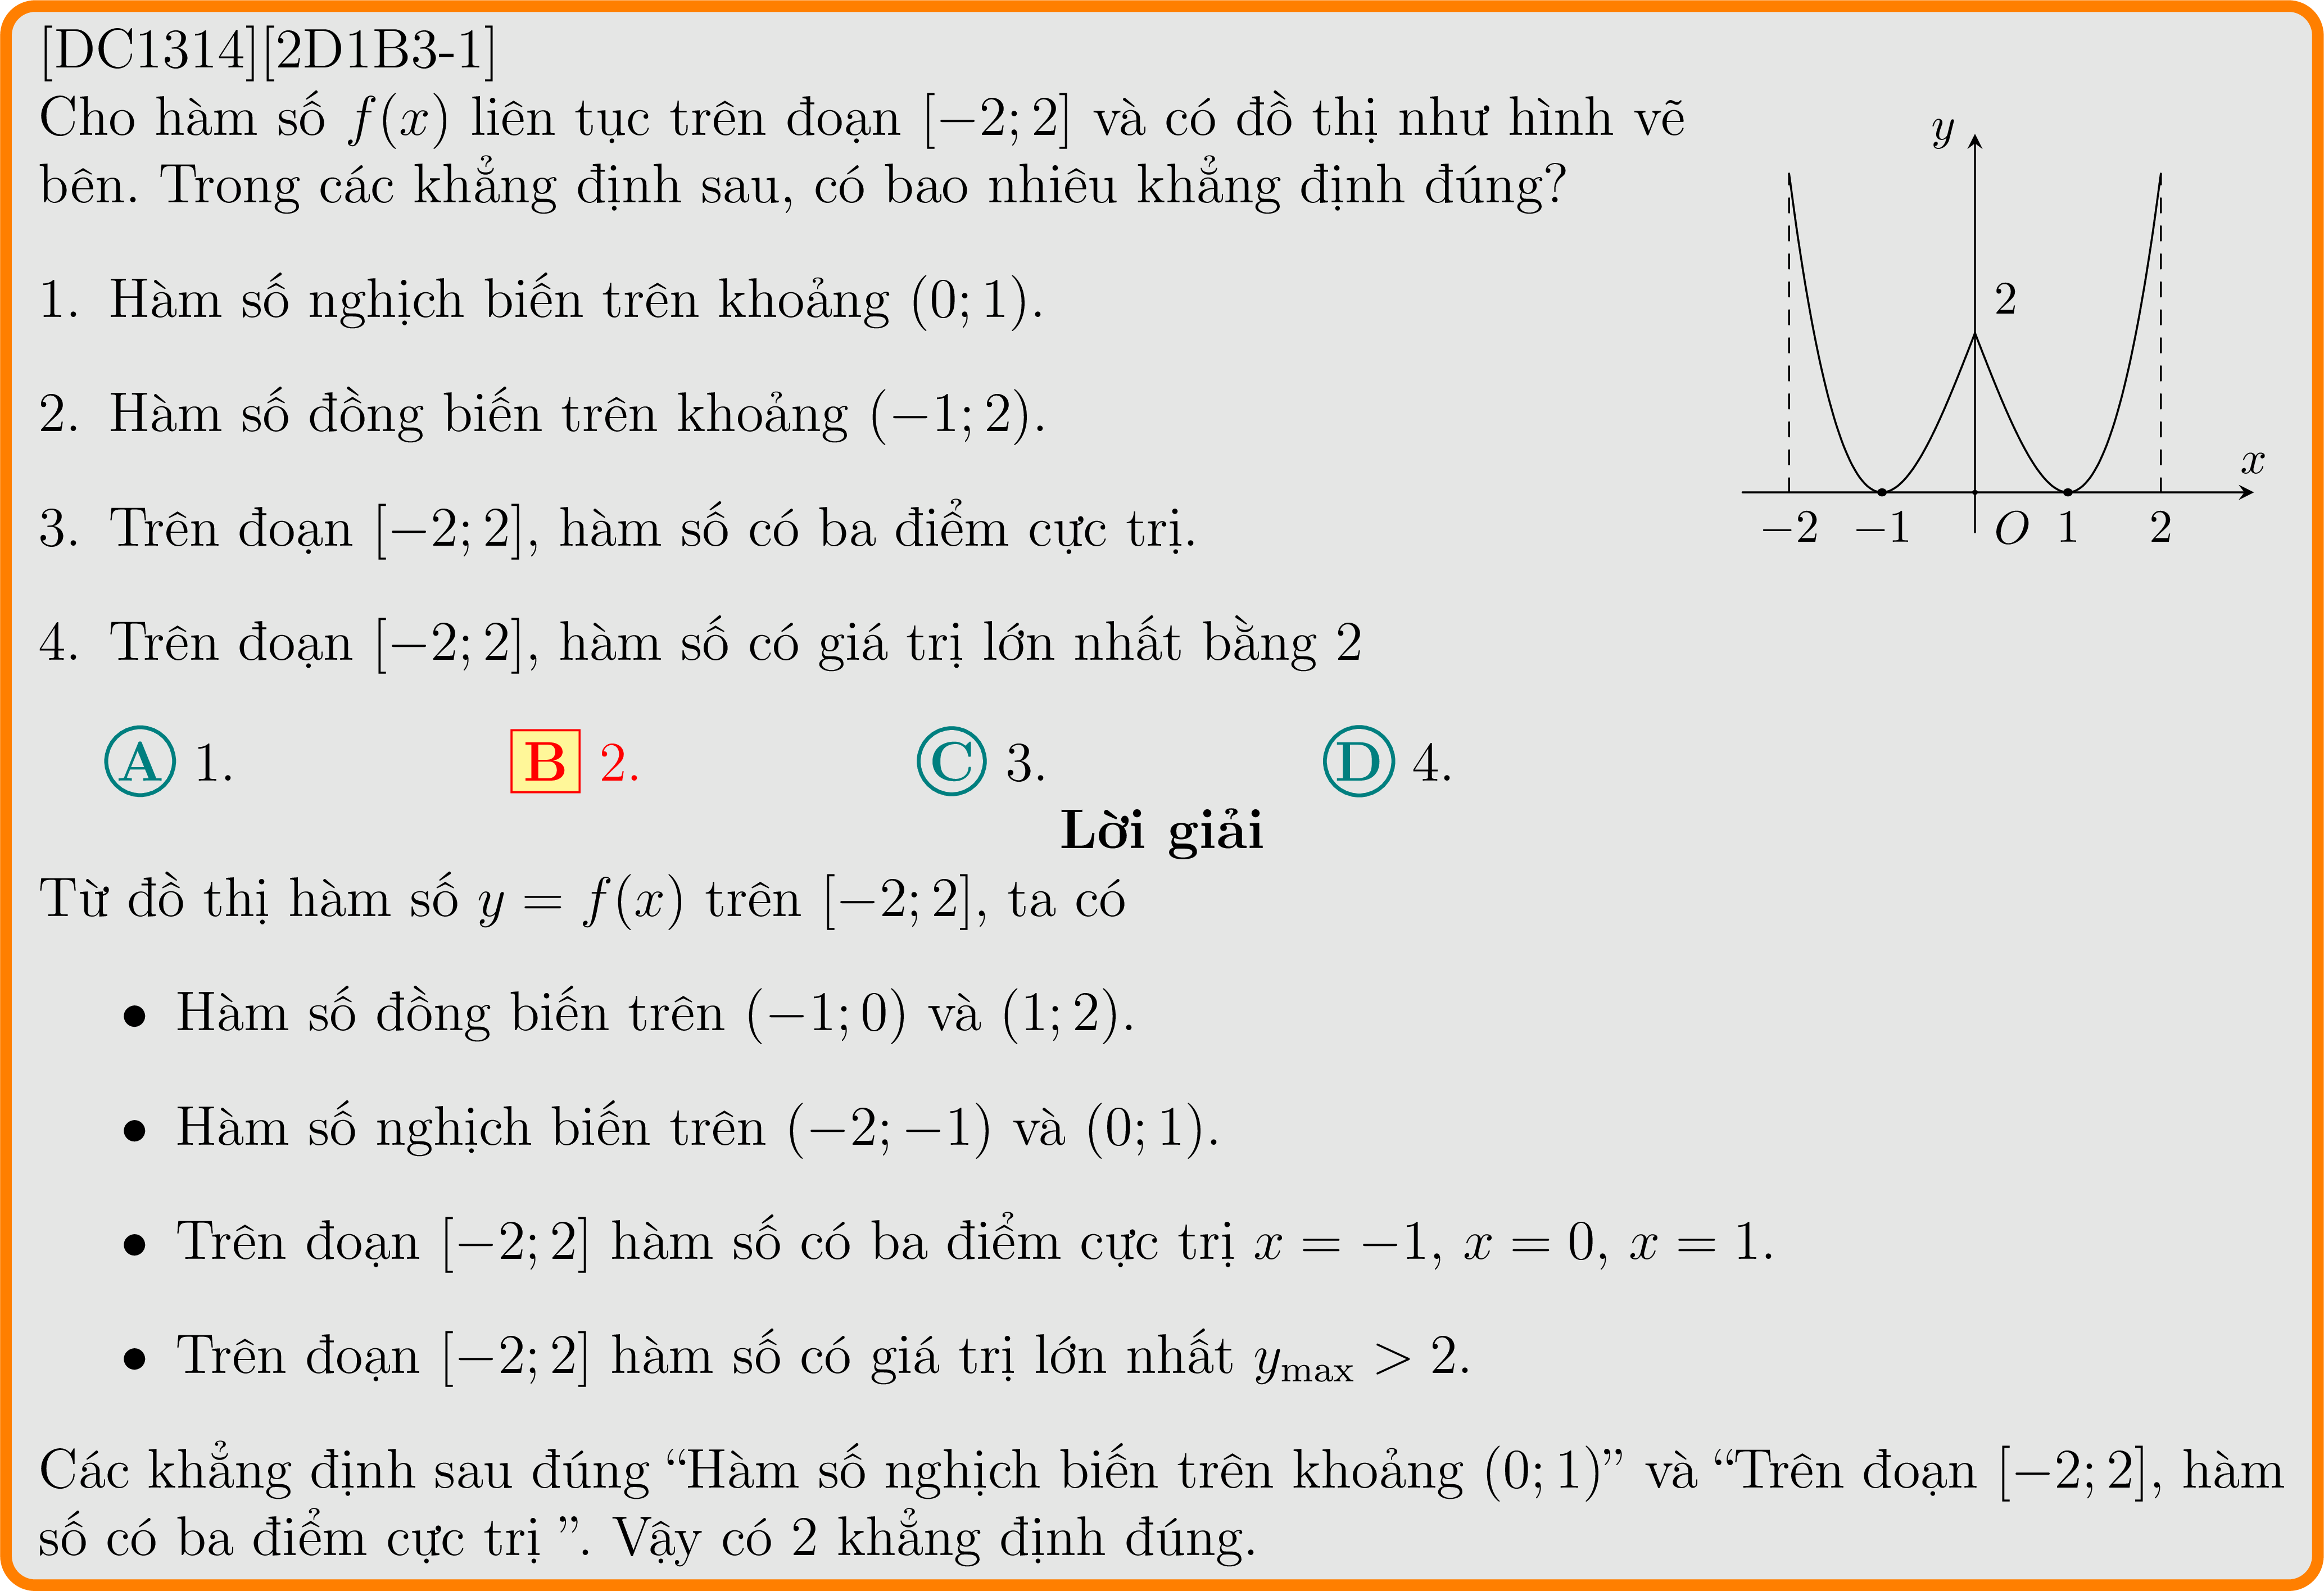 [DC1314][2D1B3-1]
Cho hàm số f(x) liên tục trên đoạn [−2; 2] và có đồ thị như hình vẽ
bên. Trong các khẳng định sau, có bao nhiêu khẳng định đúng?
1. Hàm số nghịch biến trên khoảng (0; 1).
2. Hàm số đồng biến trên khoảng (−1; 2).
3. Trên đoạn [−2; 2], hàm số có ba điểm cực trị.
4. Trên đoạn [−2; 2], hàm số có giá trị lớn nhất bằng 2
y
2
x
−2 −1 O 1 2
A 1. B 2. C 3. D 4.
Lời giải
Từ đồ thị hàm số y = f(x) trên [−2; 2], ta có
• Hàm số đồng biến trên (−1; 0) và (1; 2).
• Hàm số nghịch biến trên (−2; −1) và (0; 1).
• Trên đoạn [−2; 2] hàm số có ba điểm cực trị x = −1, x = 0, x = 1.
• Trên đoạn [−2; 2] hàm số có giá trị lớn nhất y_max > 2.
Các khẳng định sau đúng “Hàm số nghịch biến trên khoảng (0; 1)” và “Trên đoạn [−2; 2], hàm
số có ba điểm cực trị ”. Vậy có 2 khẳng định đúng.